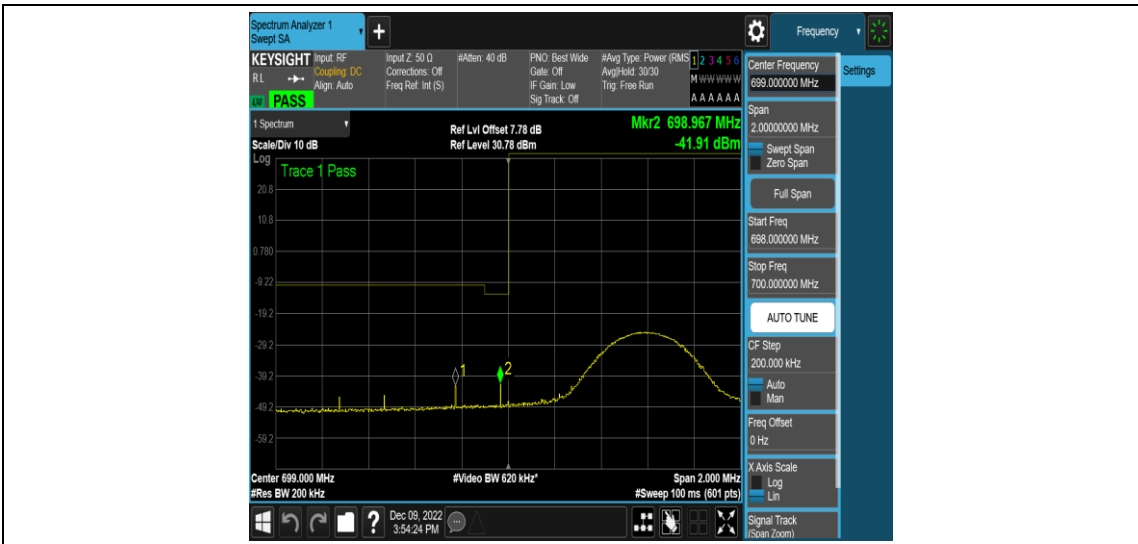 Spectrum Analyzer 1
Swept SA
+
Frequency
KEYSIGHT
RL
PASS
Input: RF
Coupling: DC
Align: Auto
Input Z: 50 Ω
Corrections: Off
Freq Ref: Int (S)
#Atten: 40 dB
PNO: Best Wide
Gate: Off
IF Gain: Low
Sig Track: Off
#Avg Type: Power (RMS
Avg|Hold: 30/30
Trig: Free Run
1 2 3 4 5 6
M W W W W W
A A A A A A
1 Spectrum
Scale/Div 10 dB
Ref Lvl Offset 7.78 dB
Ref Level 30.78 dBm
Mkr2 698.967 MHz
-41.91 dBm
Log
Trace 1 Pass
20.8
10.8
0.780
-9.22
-19.2
-29.2
-39.2
-49.2
-59.2
1
2
Center 699.000 MHz
#Res BW 200 kHz
#Video BW 620 kHz*
Span 2.000 MHz
#Sweep 100 ms (601 pts)
?
Dec 09, 2022
3:54:24 PM
Center Frequency
699.000000 MHz
Settings
Span
2.00000000 MHz
Swept Span
Zero Span
Full Span
Start Freq
698.000000 MHz
Stop Freq
700.000000 MHz
AUTO TUNE
CF Step
200.000 kHz
Auto
Man
Freq Offset
0 Hz
X Axis Scale
Log
Lin
Signal Track
(Span Zoom)